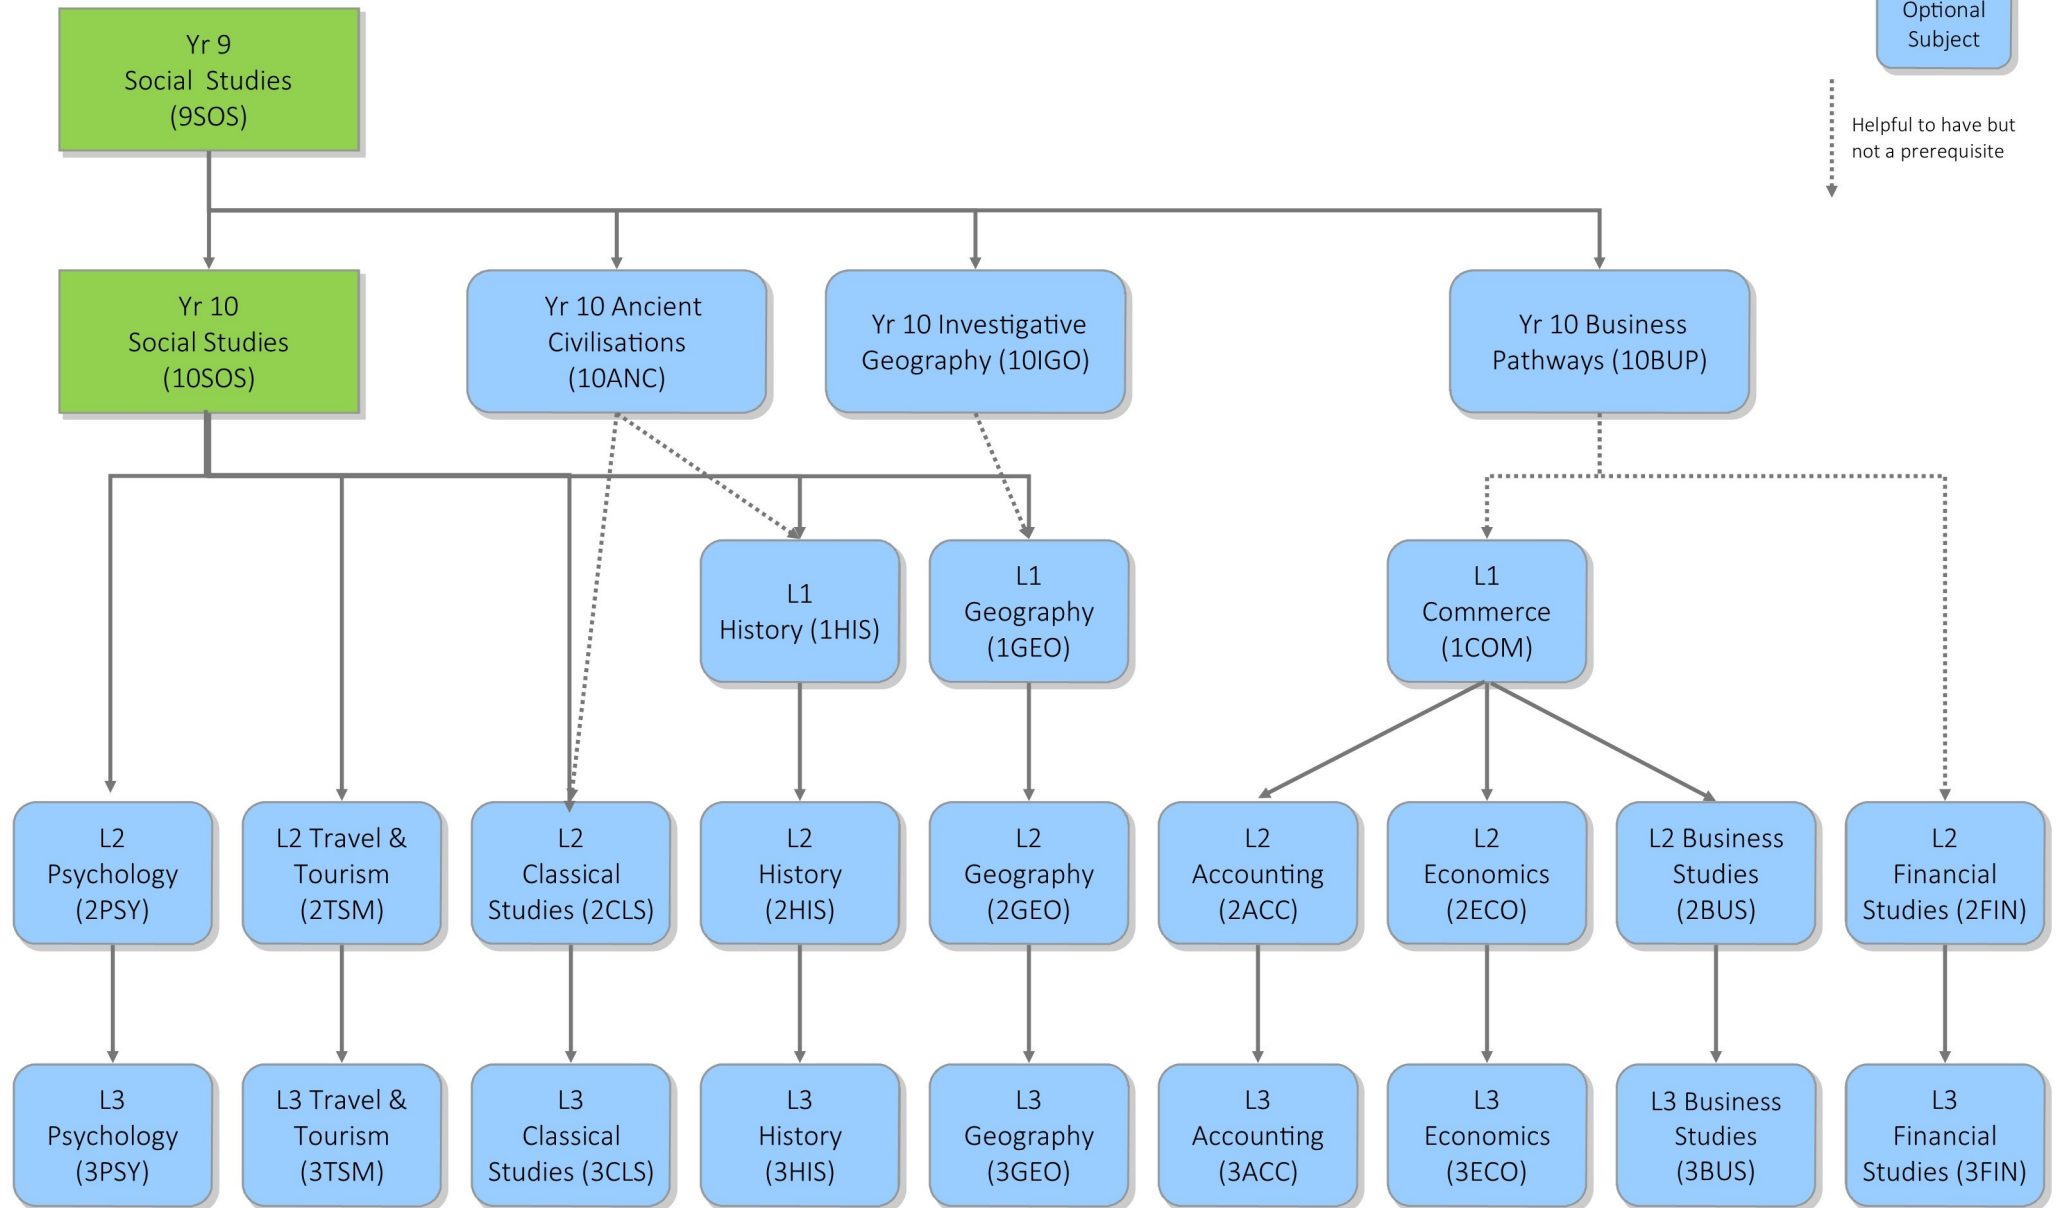 Yr 9
Social Studies
(9SOS)
Optional
Subject
Helpful to have but
not a prerequisite
Yr 10
Social Studies
(10SOS)
Yr 10 Ancient
Civilisations
(10ANC)
Yr 10 Investigative
Geography (10IGO)
Yr 10 Business
Pathways (10BUP)
L1
History (1HIS)
L1
Geography
(1GEO)
L1
Commerce
(1COM)
L2
Psychology
(2PSY)
L2 Travel &
Tourism
(2TSM)
L2
Classical
Studies (2CLS)
L2
History
(2HIS)
L2
Geography
(2GEO)
L2
Accounting
(2ACC)
L2
Economics
(2ECO)
L2 Business
Studies
(2BUS)
L2
Financial
Studies (2FIN)
L3
Psychology
(3PSY)
L3 Travel &
Tourism
(3TSM)
L3
Classical
Studies (3CLS)
L3
History
(3HIS)
L3
Geography
(3GEO)
L3
Accounting
(3ACC)
L3
Economics
(3ECO)
L3 Business
Studies
(3BUS)
L3
Financial
Studies (3FIN)